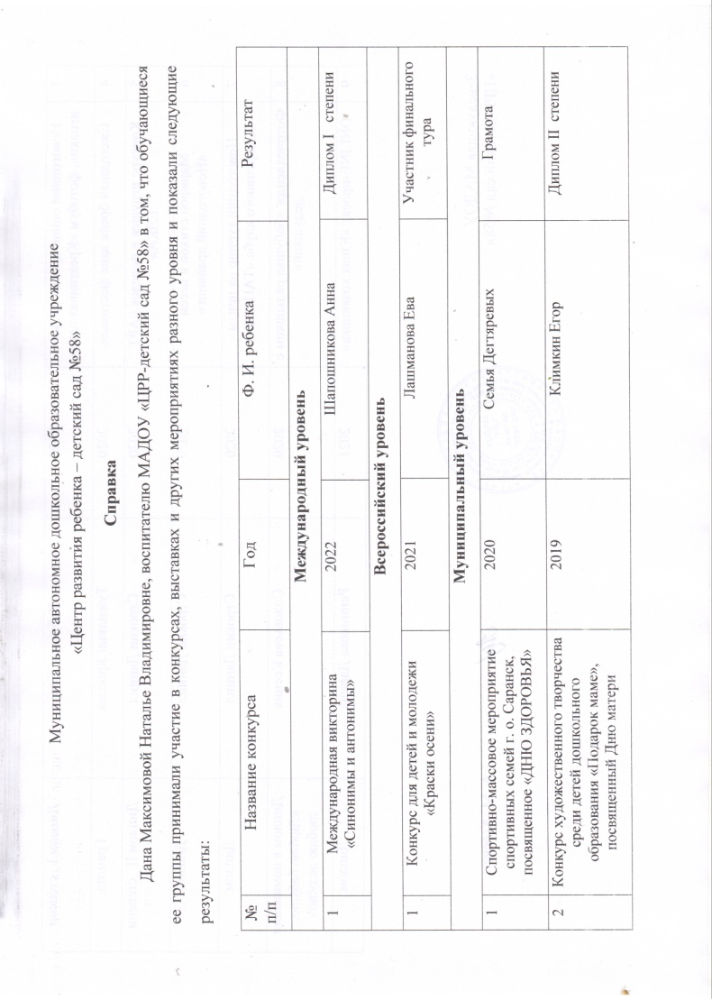 Муниципальное автономное дошкольное образовательное учреждение
«Центр развития ребенка – детский сад №58»
Справка
Дана Максимовой Наталье Владимировне, воспитателю МАДОУ «ЦРР-детский сад №58» в том, что обучающиеся
ее группы принимали участие в конкурсах, выставках и других мероприятиях разного уровня и показали следующие
результаты:
№ п/п Название конкурса Год Ф. И. ребенка Результат
Международный уровень
1 Международная викторина 2022 Шапошникова Анна Диплом I степени
«Синонимы и антонимы»
Всероссийский уровень
1 Конкурс для детей и молодежи 2021 Лашманова Ева Участник финального
«Краски осени» тура
Муниципальный уровень
1 Спортивно-массовое мероприятие 2020 Семья Дегтяревых Грамота
спортивных семей г. о. Саранск,
посвященное «ДНЮ ЗДОРОВЬЯ»
2 Конкурс художественного творчества 2019 Климкин Егор Диплом II степени
среди детей дошкольного
образования «Подарок маме»,
посвященный Дню матери